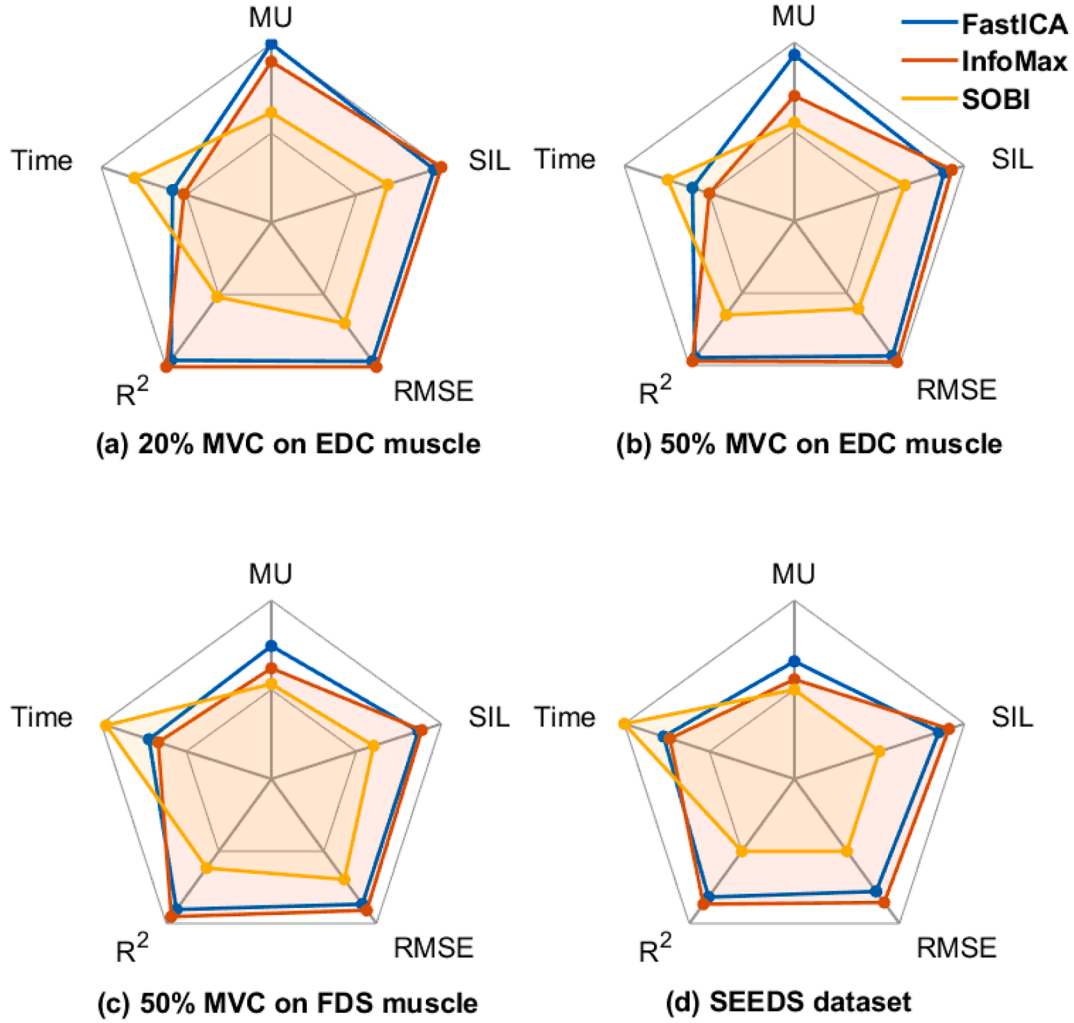 MU
Time
SIL
R²
RMSE
(a) 20% MVC on EDC muscle
MU
FastICA
InfoMax
SOBI
Time
SIL
R²
RMSE
(b) 50% MVC on EDC muscle
MU
Time
SIL
R²
RMSE
(c) 50% MVC on FDS muscle
MU
Time
SIL
R²
RMSE
(d) SEEDS dataset